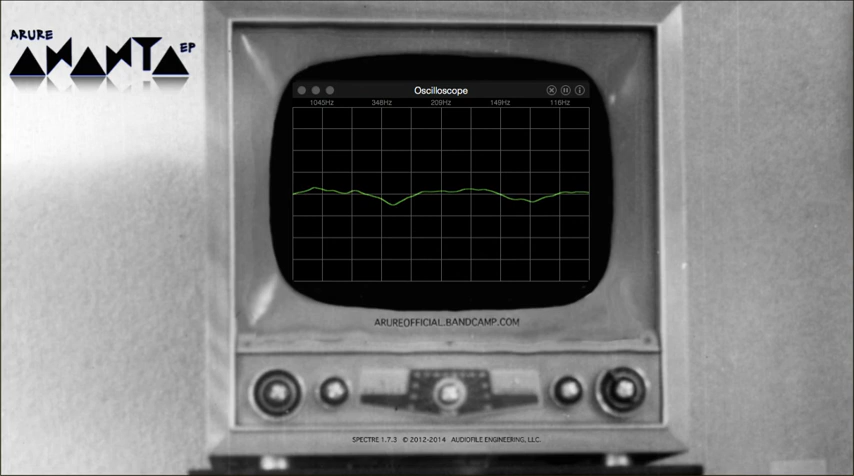 ARURE
AMANTA EP
Oscilloscope
1045Hz 348Hz 209Hz 149Hz 116Hz
ARUREOFFICIAL.BANDCAMP.COM
SPECTRE 1.7.3 © 2012-2014 AUDIOFILE ENGINEERING, LLC.